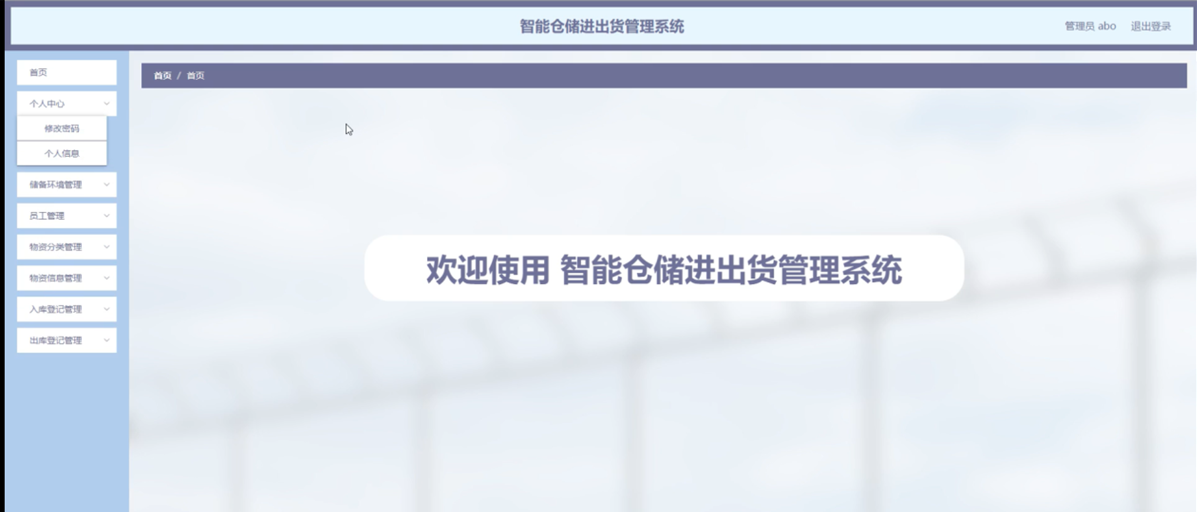 智能仓储进出货管理系统
管理员 abo 退出登录
首页
个人中心
修改密码
个人信息
储备环境管理
员工管理
物资分类管理
物资信息管理
入库登记管理
出库登记管理
首页 / 首页
欢迎使用 智能仓储进出货管理系统